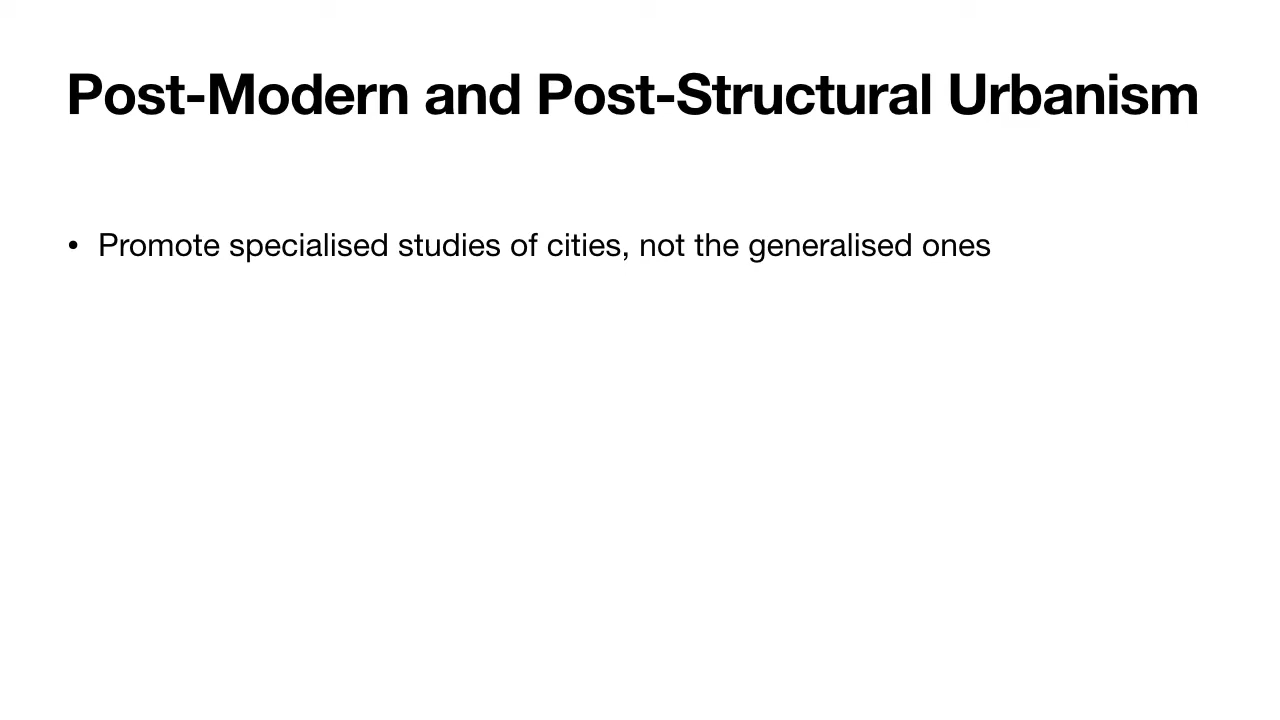 Post-Modern and Post-Structural Urbanism
• Promote specialised studies of cities, not the generalised ones